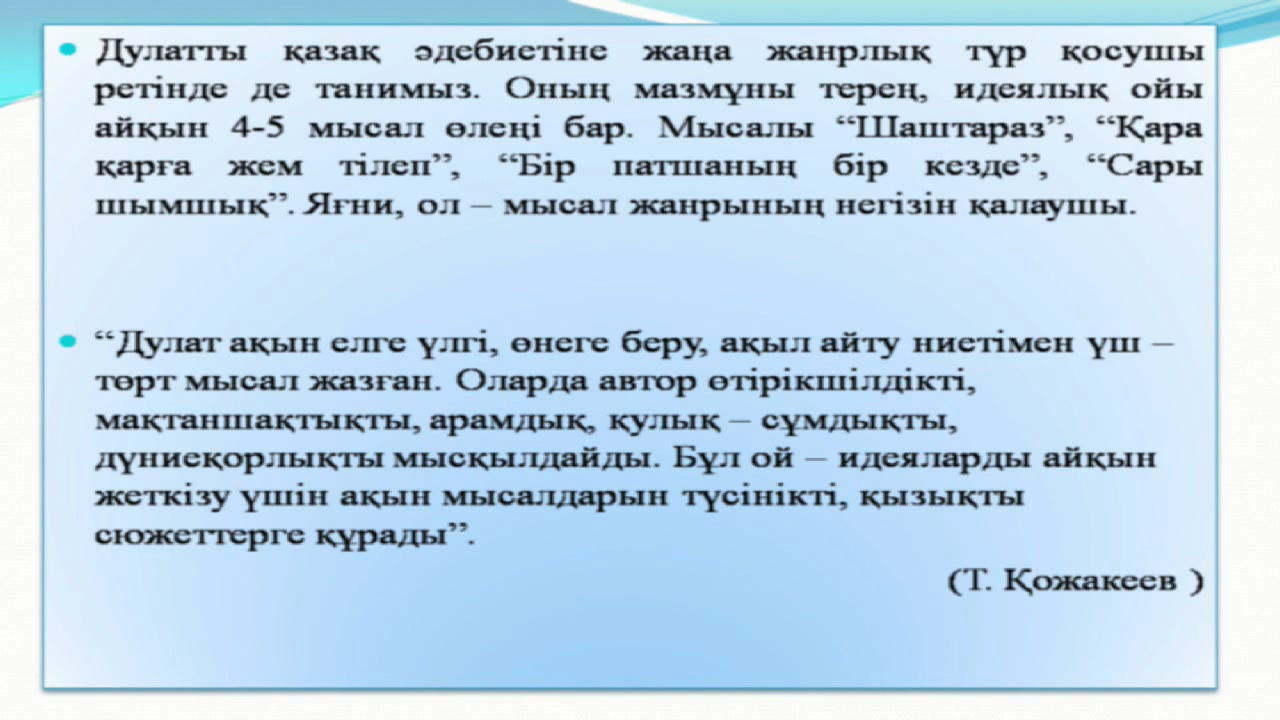 Дулатты қазақ әдебиетіне жаңа жанрлық түр қосушы
ретінде де танимыз. Оның мазмұны терең, идеялық ойы
айқын 4-5 мысал өлеңі бар. Мысалы “Шаштараз”, “Қара
қарға жем тілеп”, “Бір патшаның бір кезде”, “Сары
шымшық”. Яғни, ол – мысал жанрының негізін қалаушы.
“Дулат ақын елге үлгі, өнеге беру, ақыл айту ниетімен үш –
төрт мысал жазған. Оларда автор өтірікшілдікті,
мақтаншақтықты, арамдық, қулық – сұмдықты,
дүниеқорлықты мысқылдайды. Бұл ой – идеяларды айқын
жеткізу үшін ақын мысалдарын түсінікті, қызықты
сюжеттерге құрады”.
(Т. Қожакеев )